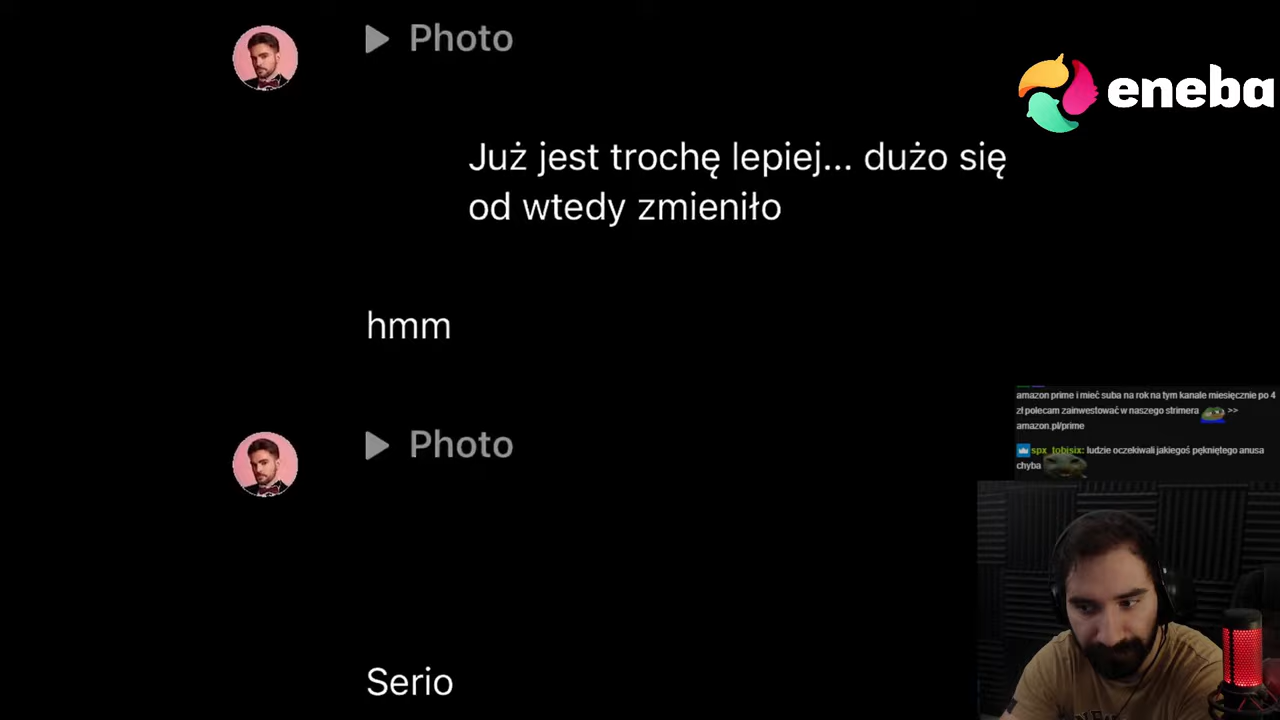 Photo
eneba
Już jest trochę lepiej... dużo się
od wtedy zmieniło
hmm
amazon prime i mieć suba na rok na tym kanale miesięcznie po 4
zł polecam zainwestować w naszego strimera >>
amazon.pl/prime
Photo
spx_tobisix: ludzie oczekiwali jakiegoś pękniętego anusa
chyba
Serio